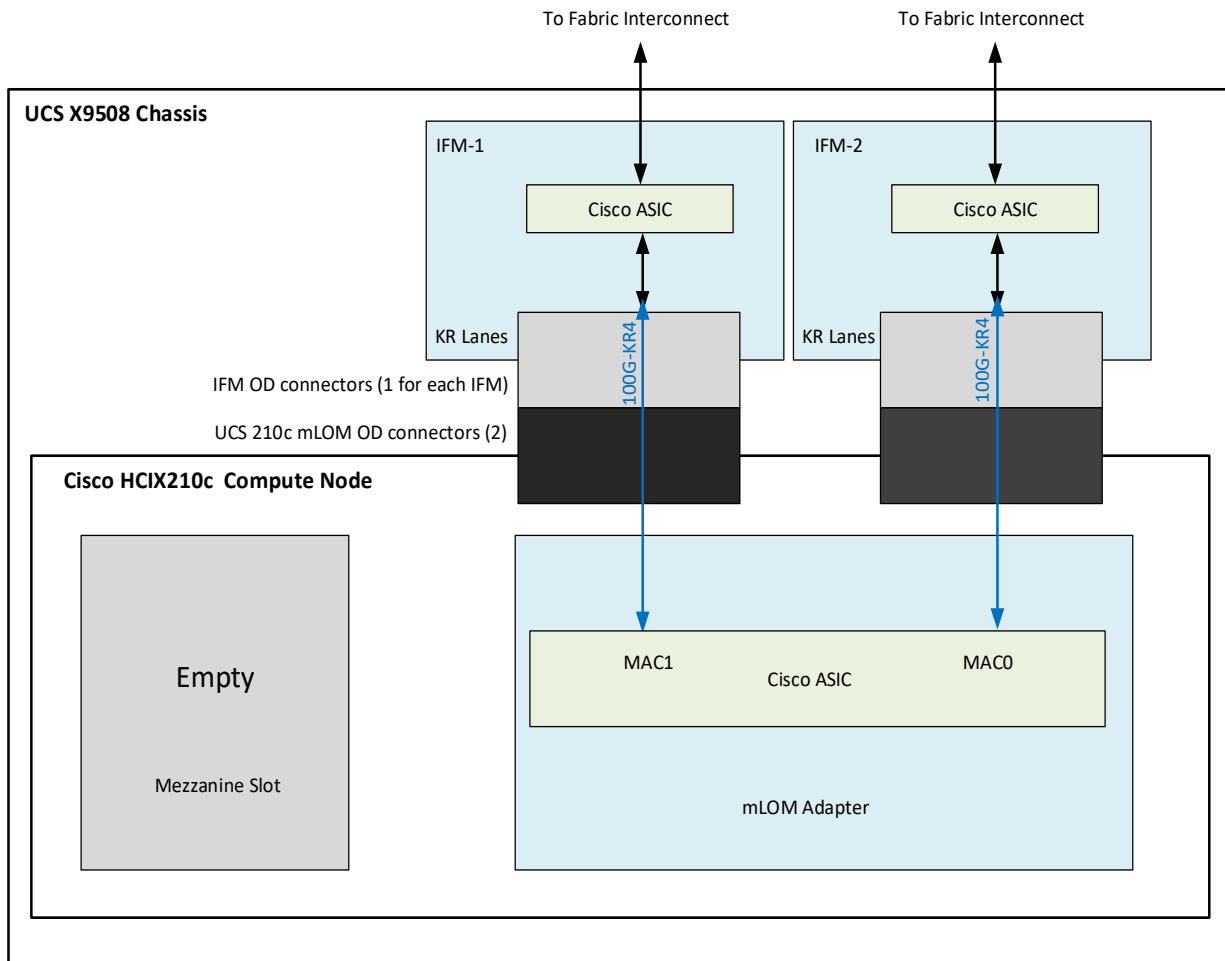 To Fabric Interconnect
To Fabric Interconnect
UCS X9508 Chassis
IFM-1
IFM-2
Cisco ASIC
Cisco ASIC
KR Lanes
100G-KR4
KR Lanes
100G-KR4
IFM OD connectors (1 for each IFM)
UCS 210c mLOM OD connectors (2)
Cisco HCIX210c Compute Node
MAC1
MAC0
Cisco ASIC
Empty
Mezzanine Slot
mLOM Adapter